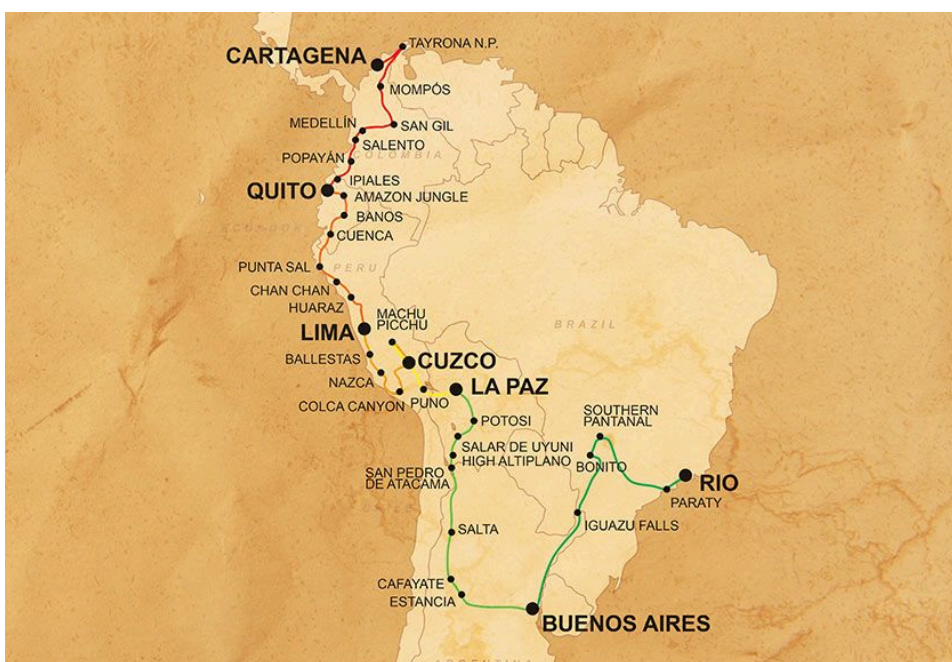 TAYRONA N.P.
CARTAGENA
MOMPÓS
MEDELLÍN
SAN GIL
SALENTO
COLOMBIA
POPAYÁN
IPIALES
QUITO
AMAZON JUNGLE
BANOS
ECUADOR
CUENCA
PUNTA SAL
PERU
CHAN CHAN
HUARAZ
MACHU
PICCHU
LIMA
BRAZIL
BALLESTAS
CUZCO
NAZCA
LA PAZ
COLCA CANYON
PUNO
POTOSI
SOUTHERN
PANTANAL
SALAR DE UYUNI
HIGH ALTIPLANO
BONITO
SAN PEDRO
DE ATACAMA
RIO
PARATY
IGUAZU FALLS
SALTA
CAFAYATE
ESTANCIA
BUENOS AIRES
ARGENTINA